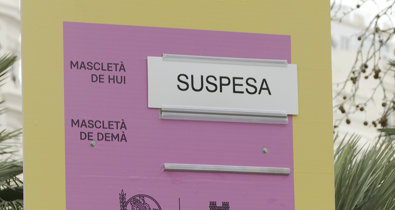 MASCLETÀ
DE HUI
SUSPESA
MASCLETÀ
DE DEMÀ